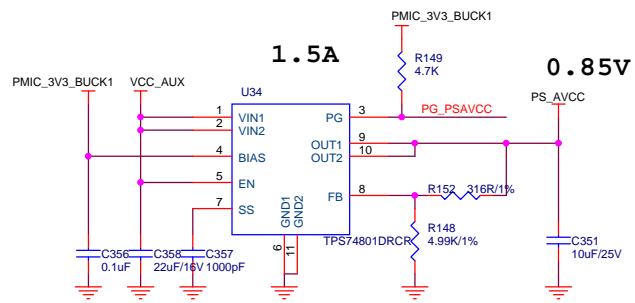 PMIC_3V3_BUCK1
1.5A
R149
4.7K
0.85V
PMIC_3V3_BUCK1
VCC_AUX
U34
PS_AVCC
1
VIN1
PG
3
PG_PSAVCC
2
VIN2
OUT1
9
4
BIAS
OUT2
10
5
EN
FB
8
R152
316R/1%
7
SS
GND1
GND2
R148
4.99K/1%
TPS74801DRCR
6
11
C356
0.1uF
C358
22uF/16V
C357
1000pF
C351
10uF/25V